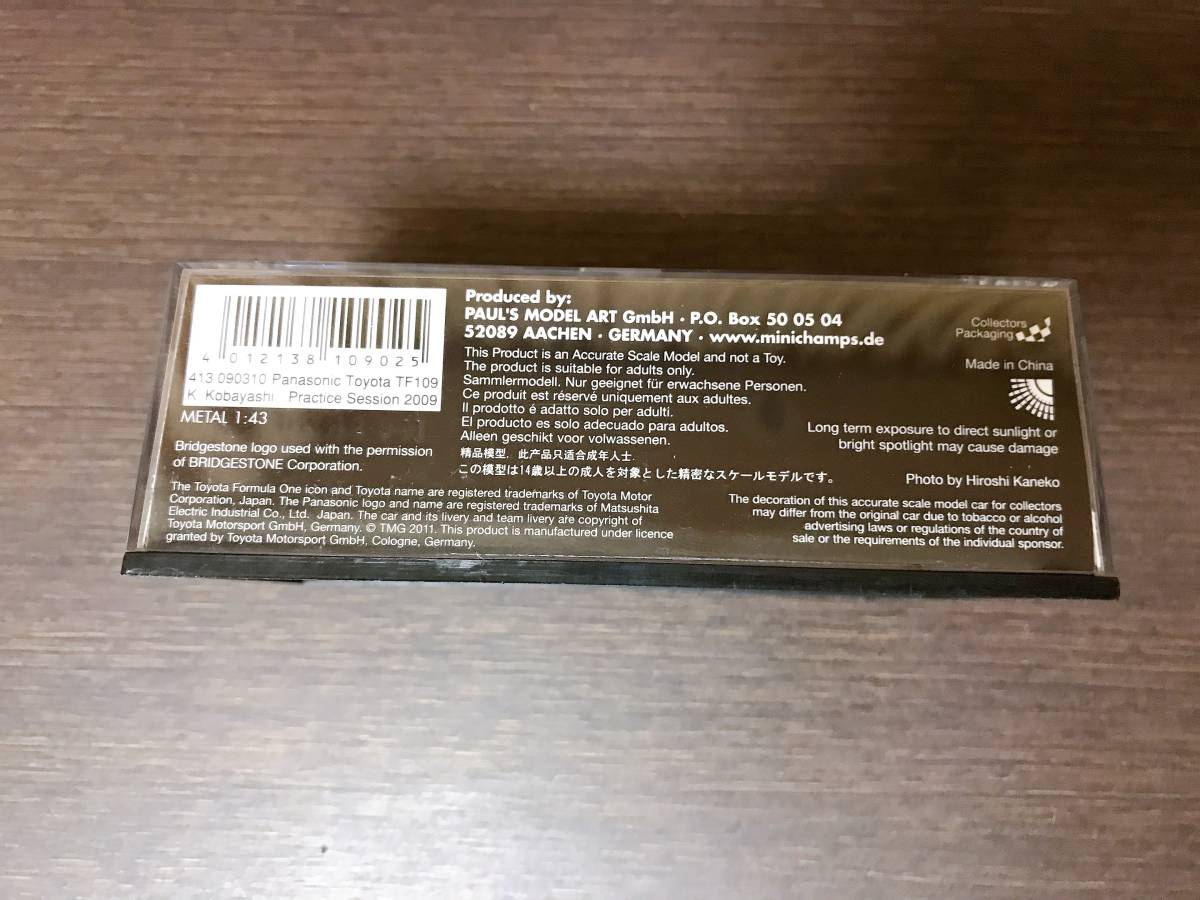 4 012138 109025
413 090310 Panasonic Toyota TF109
K. Kobayashi Practice Session 2009
METAL 1:43
Bridgestone logo used with the permission
of BRIDGESTONE Corporation.
The Toyota Formula One icon and Toyota name are registered trademarks of Toyota Motor
Corporation, Japan. The Panasonic logo and name are registered trademarks of Matsushita
Electric Industrial Co., Ltd. Japan. The car and its livery and team livery are copyright of
Toyota Motorsport GmbH, Germany. © TMG 2011. This product is manufactured under licence
granted by Toyota Motorsport GmbH, Cologne, Germany.
Produced by:
PAUL'S MODEL ART GmbH · P.O. Box 50 05 04
52089 AACHEN · GERMANY · www.minichamps.de
This Product is an Accurate Scale Model and not a Toy.
The product is suitable for adults only.
Sammlermodell. Nur geeignet für erwachsene Personen.
Ce produit est réservé uniquement aux adultes.
Il prodotto é adatto solo per adulti.
El producto es solo adecuado para adultos.
Alleen geschikt voor volwassenen.
精品模型，此产品只适合成年人士.
この模型は14歳以上の成人を対象とした精密なスケールモデルです。
Collectors
Packaging
Made in China
Long term exposure to direct sunlight or
bright spotlight may cause damage
Photo by Hiroshi Kaneko
The decoration of this accurate scale model car for collectors
may differ from the original car due to tobacco or alcohol
advertising laws or regulations of the country of
sale or the requirements of the individual sponsor.